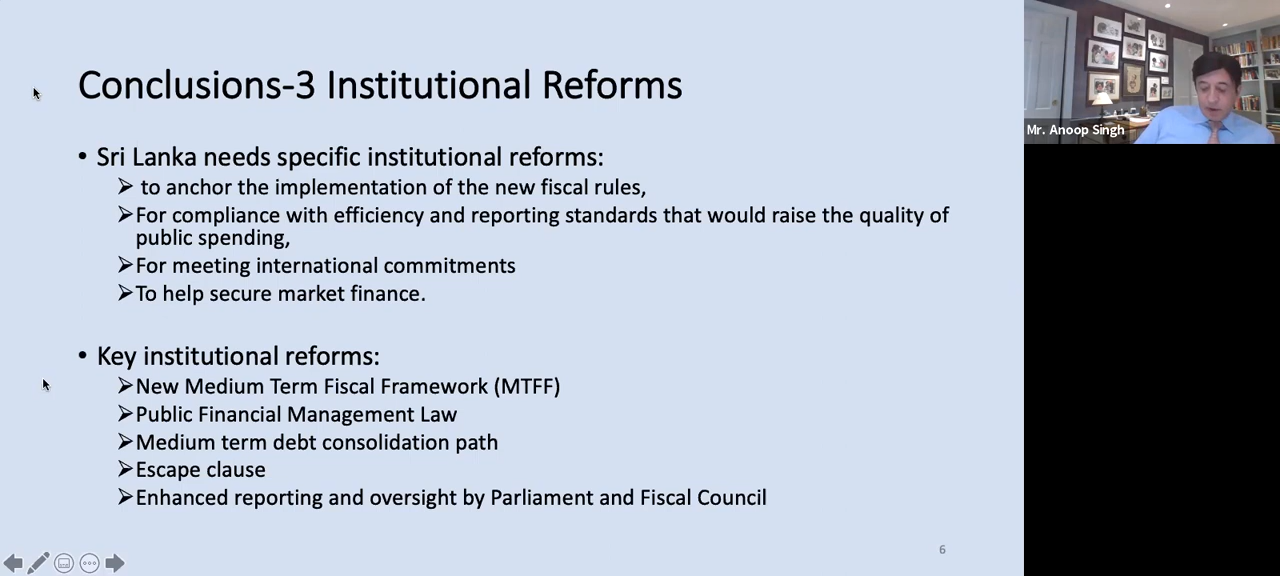 Conclusions-3 Institutional Reforms
• Sri Lanka needs specific institutional reforms:
➢ to anchor the implementation of the new fiscal rules,
➢For compliance with efficiency and reporting standards that would raise the quality of
public spending,
➢For meeting international commitments
➢To help secure market finance.
• Key institutional reforms:
➢New Medium Term Fiscal Framework (MTFF)
➢Public Financial Management Law
➢Medium term debt consolidation path
➢Escape clause
➢Enhanced reporting and oversight by Parliament and Fiscal Council
6
Mr. Anoop Singh